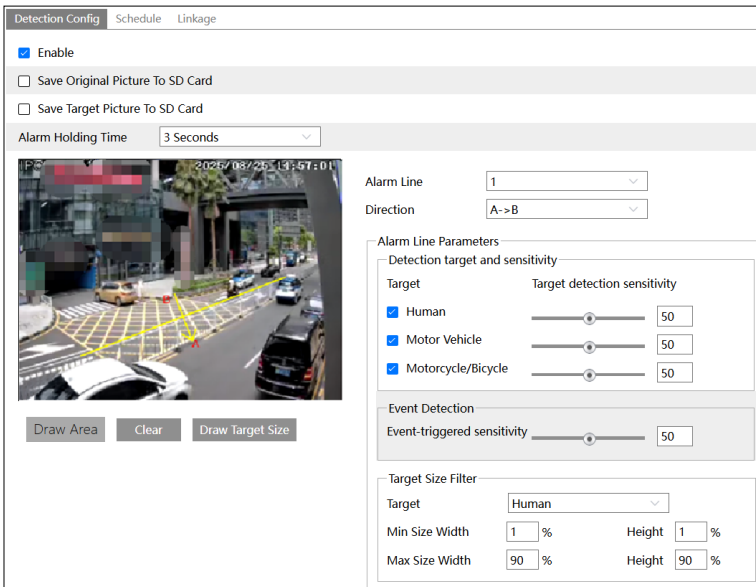 Detection Config Schedule Linkage
Enable
Save Original Picture To SD Card
Save Target Picture To SD Card
Alarm Holding Time 3 Seconds
2025/08/25 14:57:01
B
A
Draw Area Clear Draw Target Size
Alarm Line 1
Direction A->B
Alarm Line Parameters
Detection target and sensitivity
Target Target detection sensitivity
Human 50
Motor Vehicle 50
Motorcycle/Bicycle 50
Event Detection
Event-triggered sensitivity 50
Target Size Filter
Target Human
Min Size Width 1 % Height 1 %
Max Size Width 90 % Height 90 %